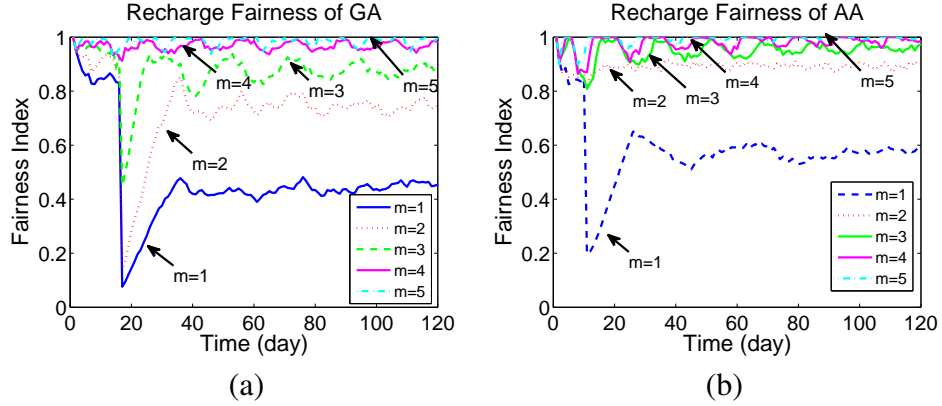 Recharge Fairness of GA
Fairness Index
1
0.8
0.6
0.4
0.2
0
0 20 40 60 80 100 120
Time (day)
m=4
m=3
m=5
m=2
m=1
m=1
m=2
m=3
m=4
m=5
(a)
Recharge Fairness of AA
Fairness Index
1
0.8
0.6
0.4
0.2
0
0 20 40 60 80 100 120
Time (day)
m=2
m=3
m=4
m=5
m=1
m=1
m=2
m=3
m=4
m=5
(b)